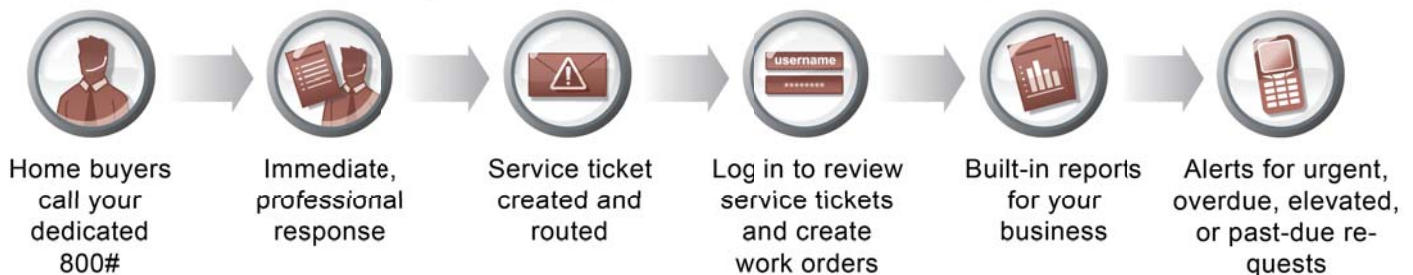 username
********
Home buyers
call your
dedicated
800#
Immediate,
professional
response
Service ticket
created and
routed
Log in to review
service tickets
and create
work orders
Built-in reports
for your
business
Alerts for urgent,
overdue, elevated,
or past-due re-
quests